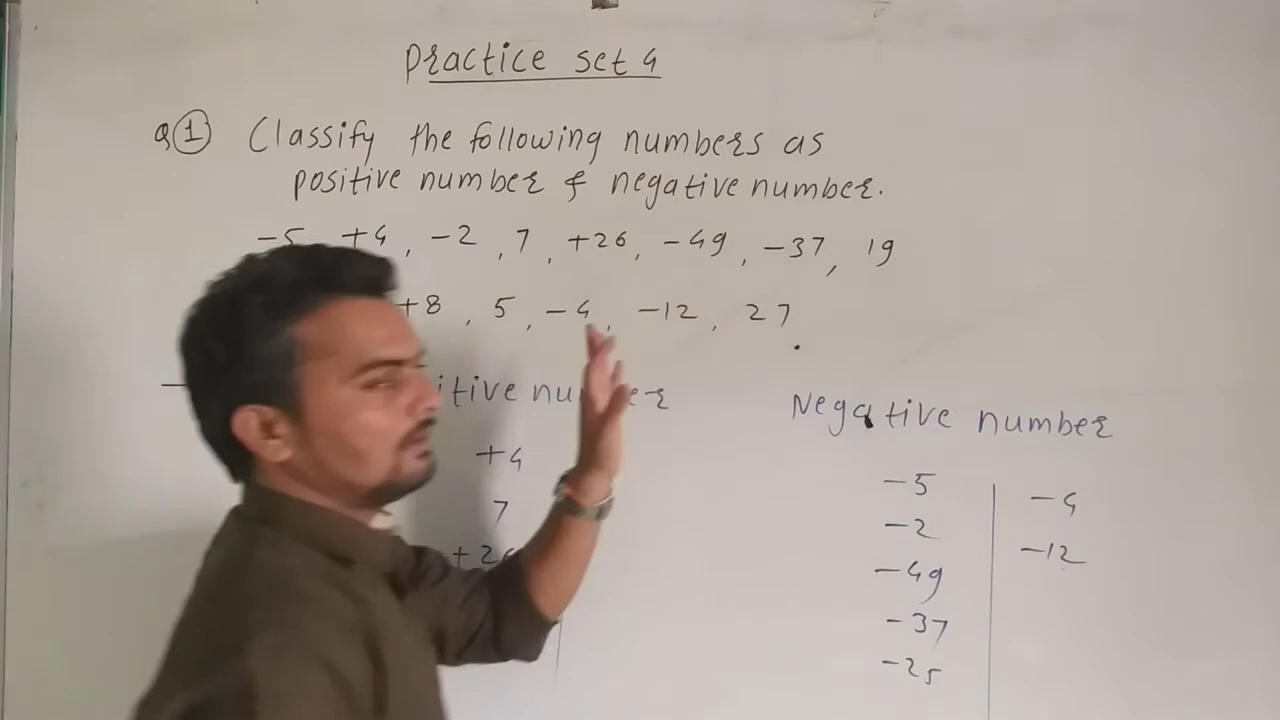 Practice set 4
Q ① Classify the following numbers as
positive number & negative number.
-5, +4, -2, 7, +26, -49, -37, 19
+8, 5, -4, -12, 27.
Negative number
+4
7
-5
-2
-49
-37
-25
-4
-12